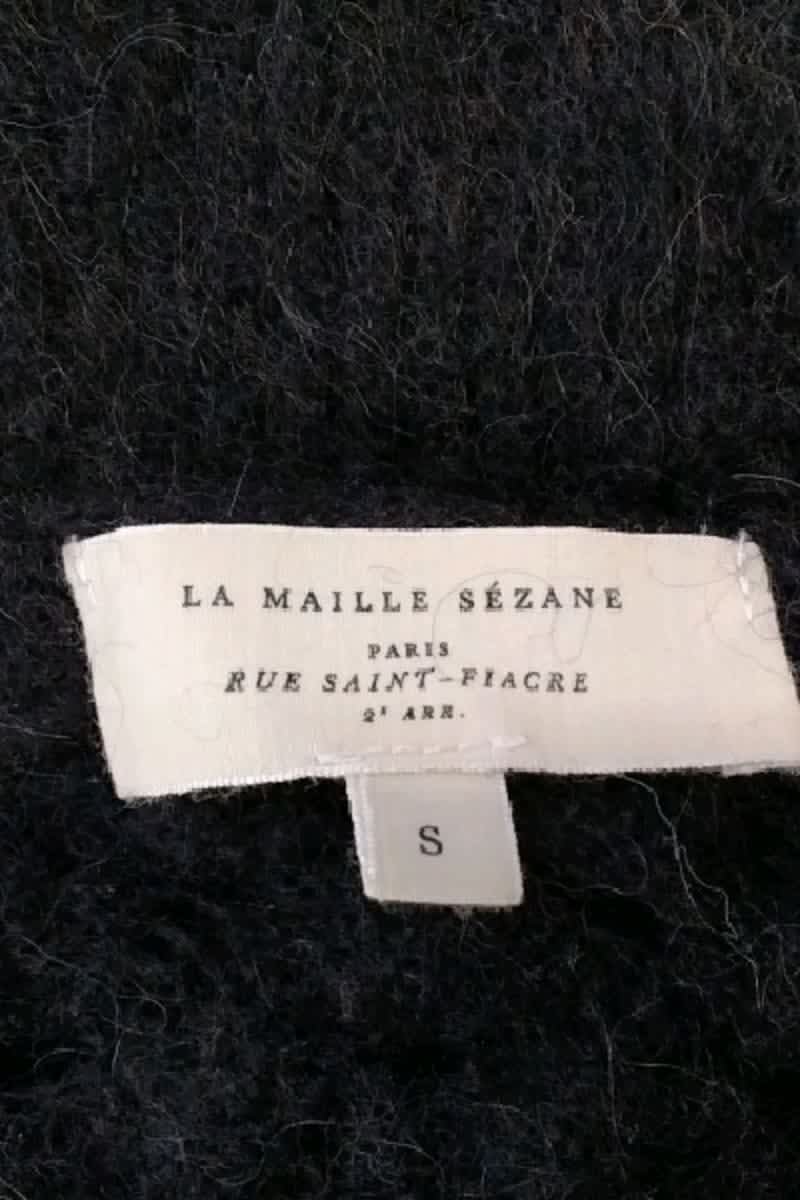 LA MAILLE SÉZANE
PARIS
RUE SAINT-FIACRE
2ᵉ ARR.
S